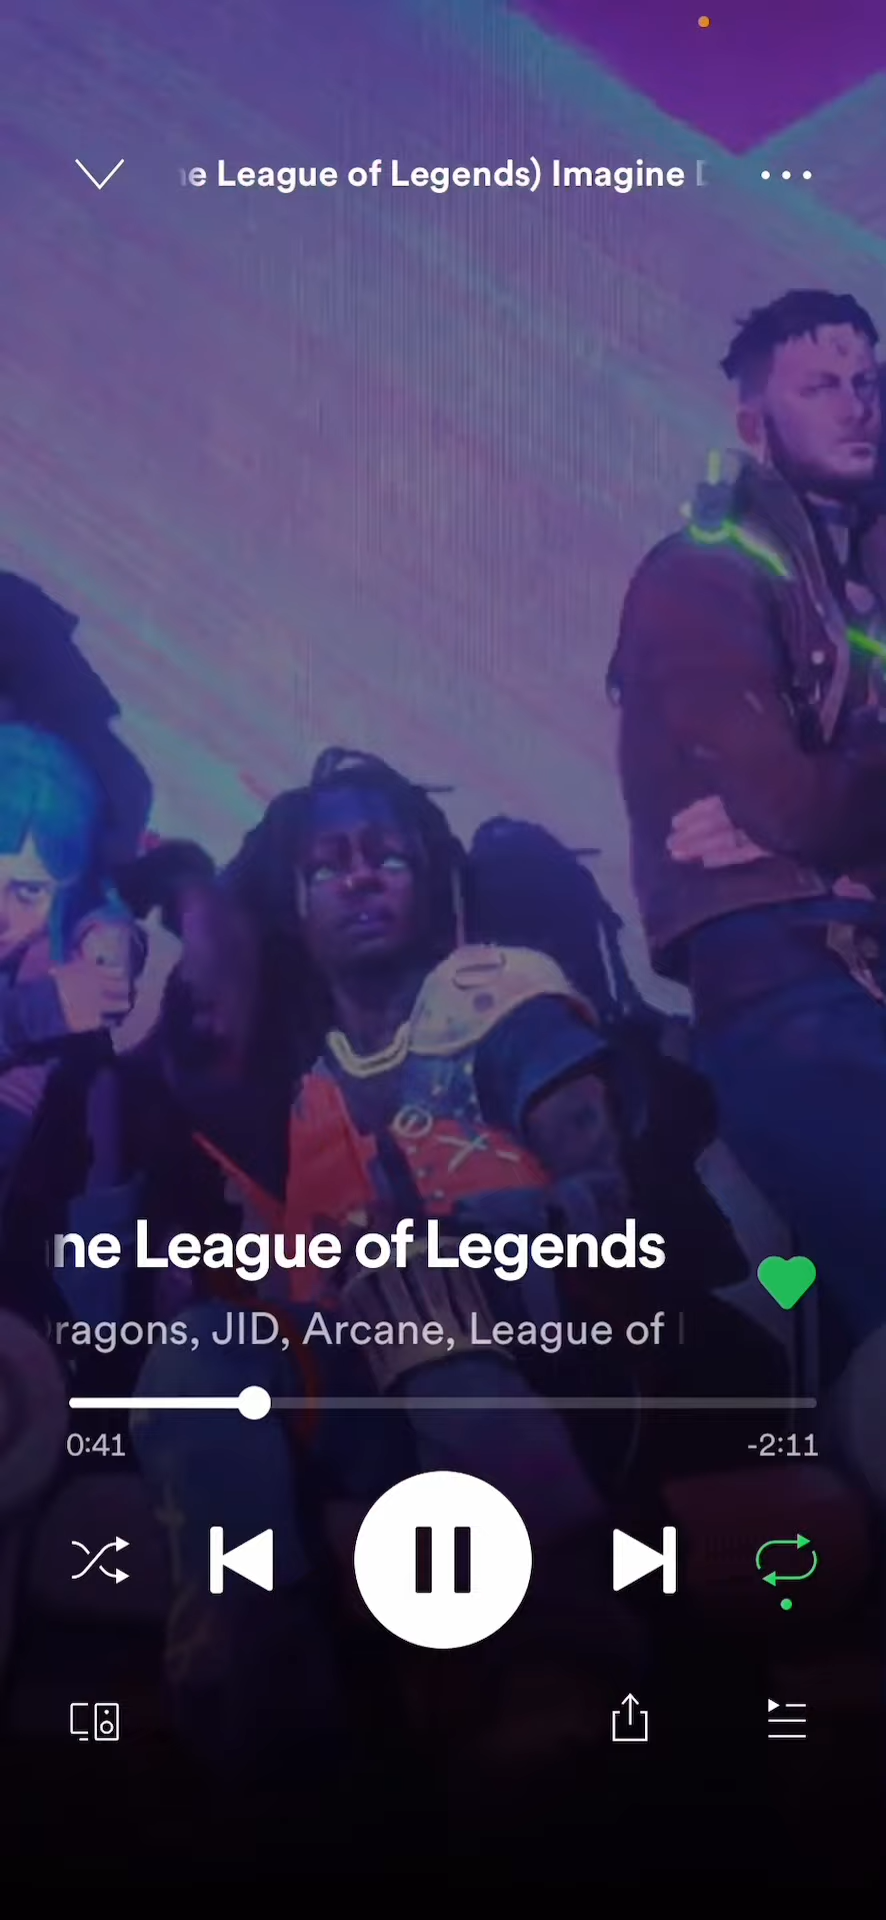 e League of Legends) Imagine
ne League of Legends
ragons, JID, Arcane, League of
0:41
-2:11